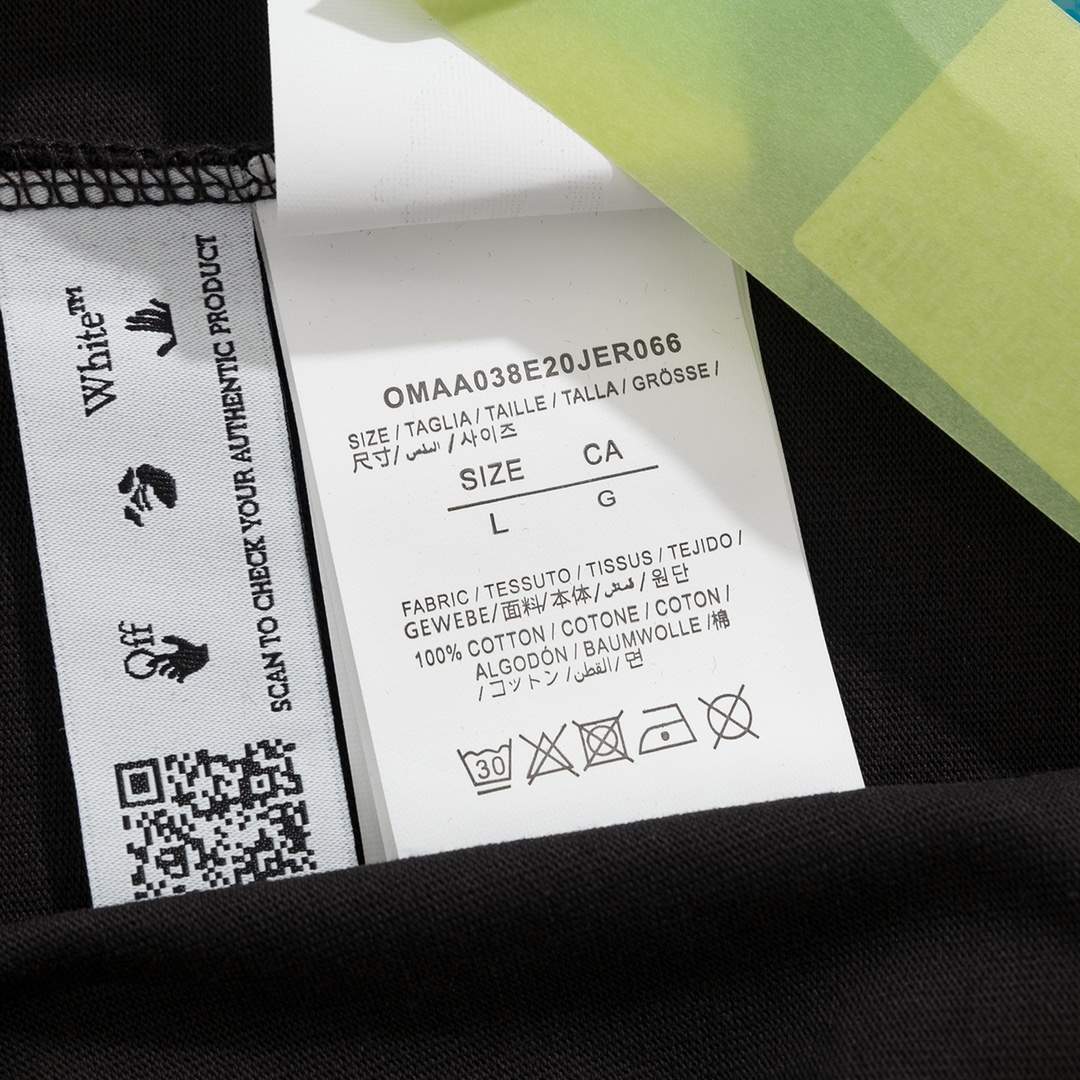 Off White™
SCAN TO CHECK YOUR AUTHENTIC PRODUCT
OMAA038E20JER066
SIZE / TAGLIA / TAILLE / TALLA / GRÖSSE /
尺寸/ / 사이즈
SIZE CA
L G
FABRIC / TESSUTO / TISSUS / TEJIDO /
GEWEBE/面料/本体/قماش/ 원단
100% COTTON / COTONE / COTON /
ALGODÓN / BAUMWOLLE /棉
/コットン /القطن/ 면
30